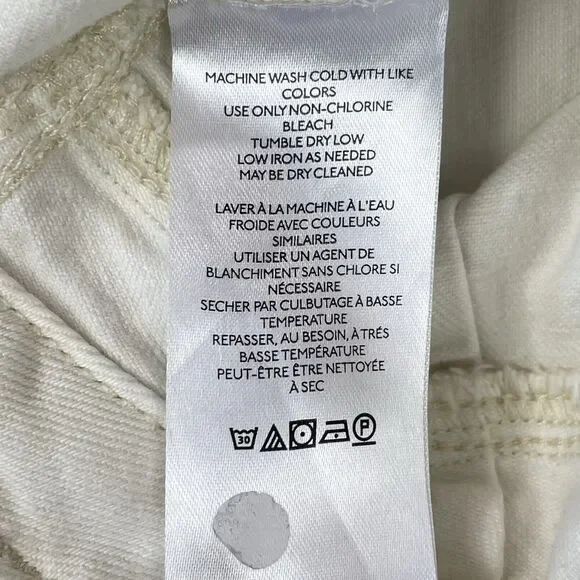 MACHINE WASH COLD WITH LIKE
COLORS
USE ONLY NON-CHLORINE
BLEACH
TUMBLE DRY LOW
LOW IRON AS NEEDED
MAY BE DRY CLEANED
LAVER À LA MACHINE À L'EAU
FROIDE AVEC COULEURS
SIMILAIRES
UTILISER UN AGENT DE
BLANCHIMENT SANS CHLORE SI
NÉCESSAIRE
SECHER PAR CULBUTAGE À BASSE
TEMPERATURE
REPASSER, AU BESOIN, À TRÉS
BASSE TEMPÉRATURE
PEUT-ÊTRE ÊTRE NETTOYÉE
À SEC
30 P